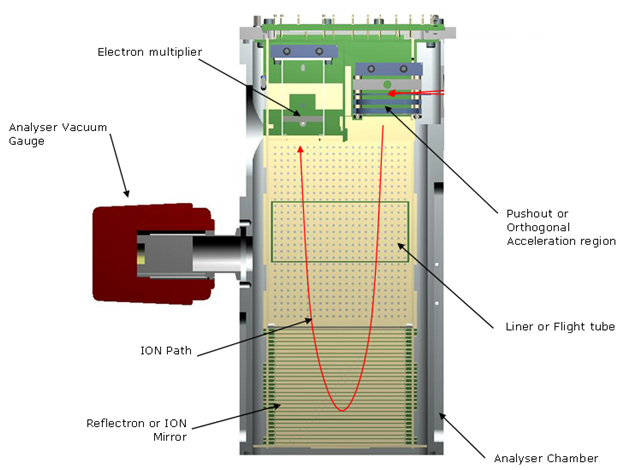 Electron multiplier
Analyser Vacuum
Gauge
Pushout or
Orthogonal
Acceleration region
Liner or Flight tube
ION Path
Reflectron or ION
Mirror
Analyser Chamber